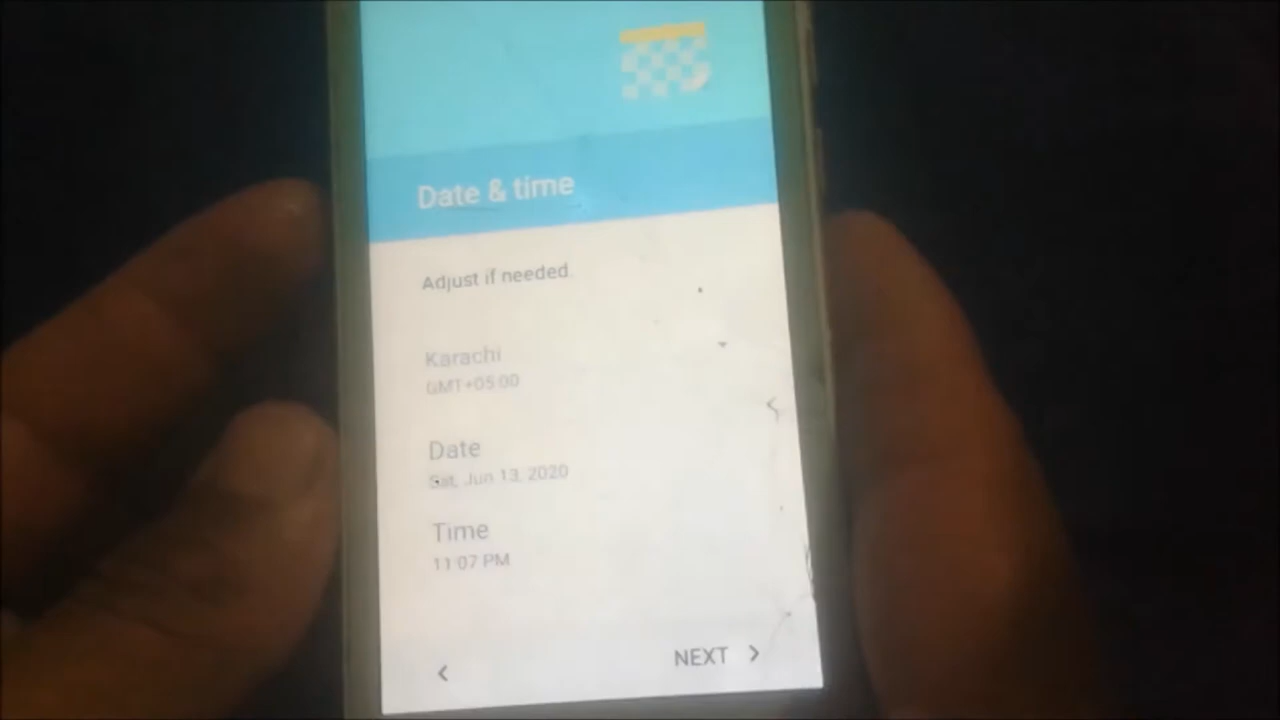 Date & time
Adjust if needed.
Karachi
GMT+05:00
Date
Sat, Jun 13, 2020
Time
11:07 PM
NEXT